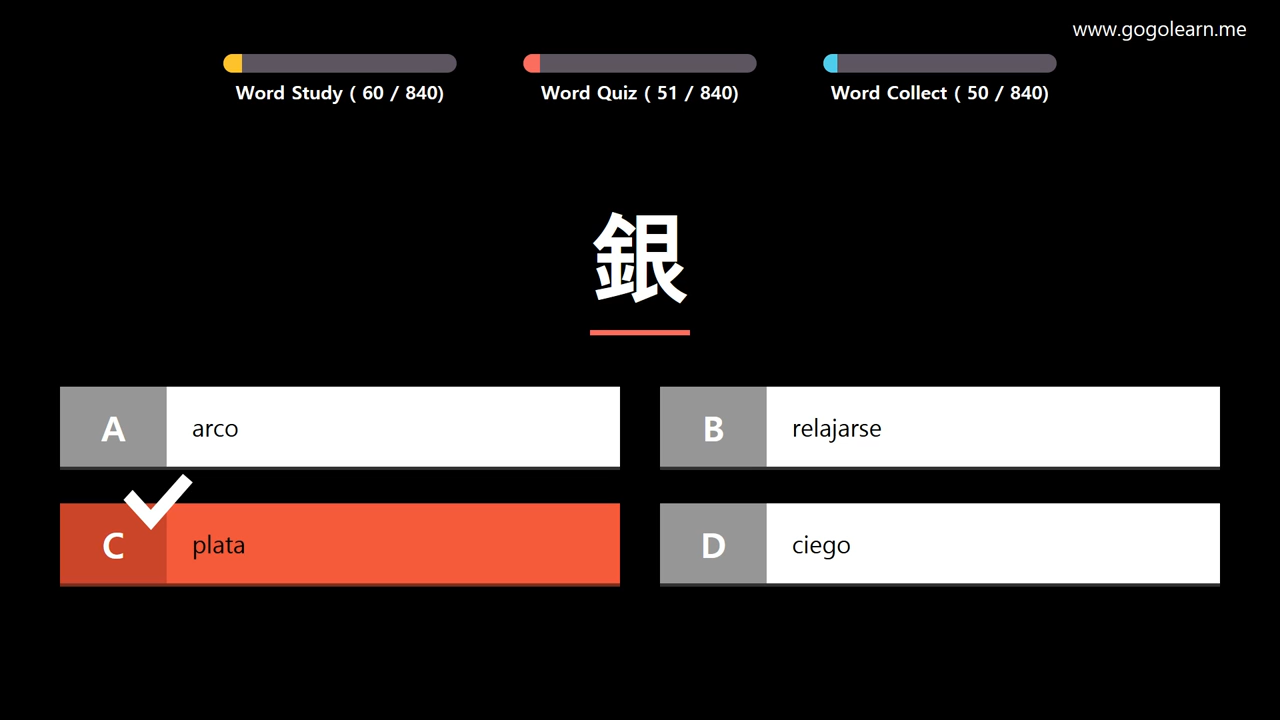 www.gogolearn.me
Word Study ( 60 / 840)
Word Quiz ( 51 / 840)
Word Collect ( 50 / 840)
銀
A arco
B relajarse
C plata
D ciego